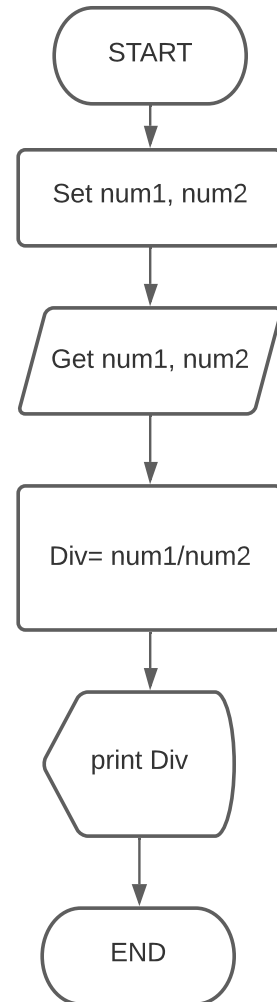 START
Set num1, num2
Get num1, num2
Div= num1/num2
print Div
END